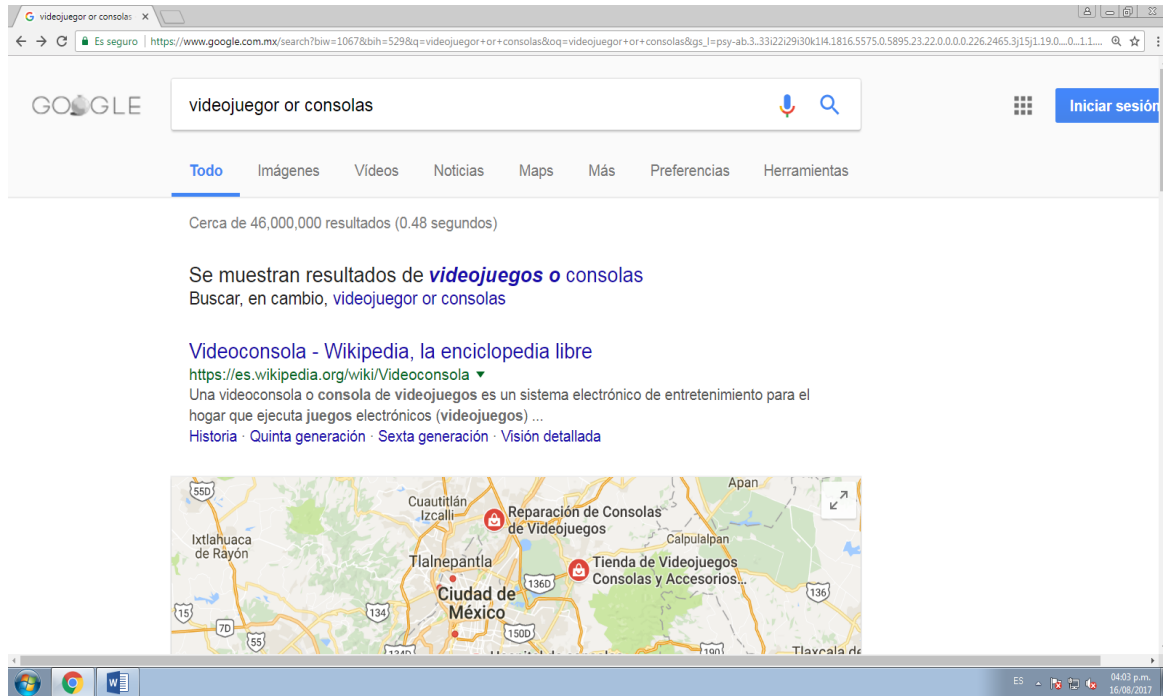 videojuegor or consolas
Es seguro | https://www.google.com.mx/search?biw=1067&bih=529&q=videojuegor+or+consolas&oq=videojuegor+or+consolas&gs_l=psy-ab.3..33i22i29i30k1l4.1816.5575.0.5895.23.22.0.0.0.0.226.2465.3j15j1.19.0....0...1.1....
GOOGLE
videojuegor or consolas
Iniciar sesión
Todo Imágenes Vídeos Noticias Maps Más Preferencias Herramientas
Cerca de 46,000,000 resultados (0.48 segundos)
Se muestran resultados de videojuegos o consolas
Buscar, en cambio, videojuegor or consolas
Videoconsola - Wikipedia, la enciclopedia libre
https://es.wikipedia.org/wiki/Videoconsola
Una videoconsola o consola de videojuegos es un sistema electrónico de entretenimiento para el
hogar que ejecuta juegos electrónicos (videojuegos) ...
Historia · Quinta generación · Sexta generación · Visión detallada
55D
Cuautitlán
Izcalli
Apan
Reparación de Consolas
de Videojuegos
Ixtlahuaca
de Rayón
Calpulalpan
Tlalnepantla
Tienda de Videojuegos
Consolas y Accesorios...
136D
136
Ciudad de
México
15
134
7D
150D
55
134D
190
Tlaxcala de
ES
04:03 p.m.
16/08/2017